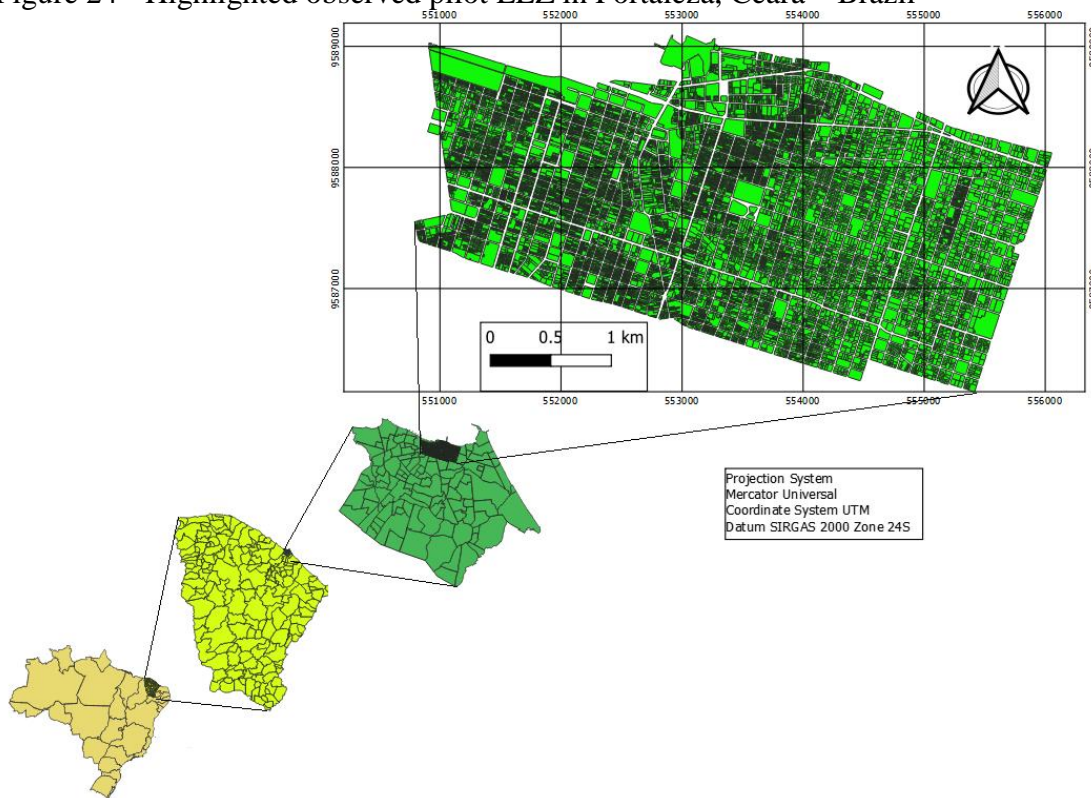 Figure 24 - Highlighted observed pilot LEZ in Fortaleza, Ceará – Brazil
551000 552000 553000 554000 555000 556000
9589000
9588000
9587000
0 0.5 1 km
551000 552000 553000 554000 555000 556000
Projection System
Mercator Universal
Coordinate System UTM
Datum SIRGAS 2000 Zone 24S